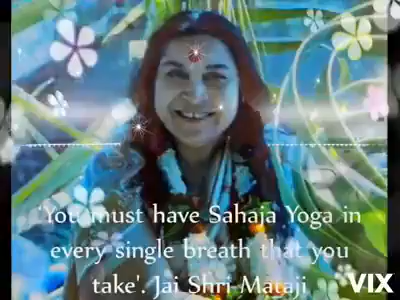 'You must have Sahaja Yoga in
every single breath that you
take'. Jai Shri Mataji
VIX